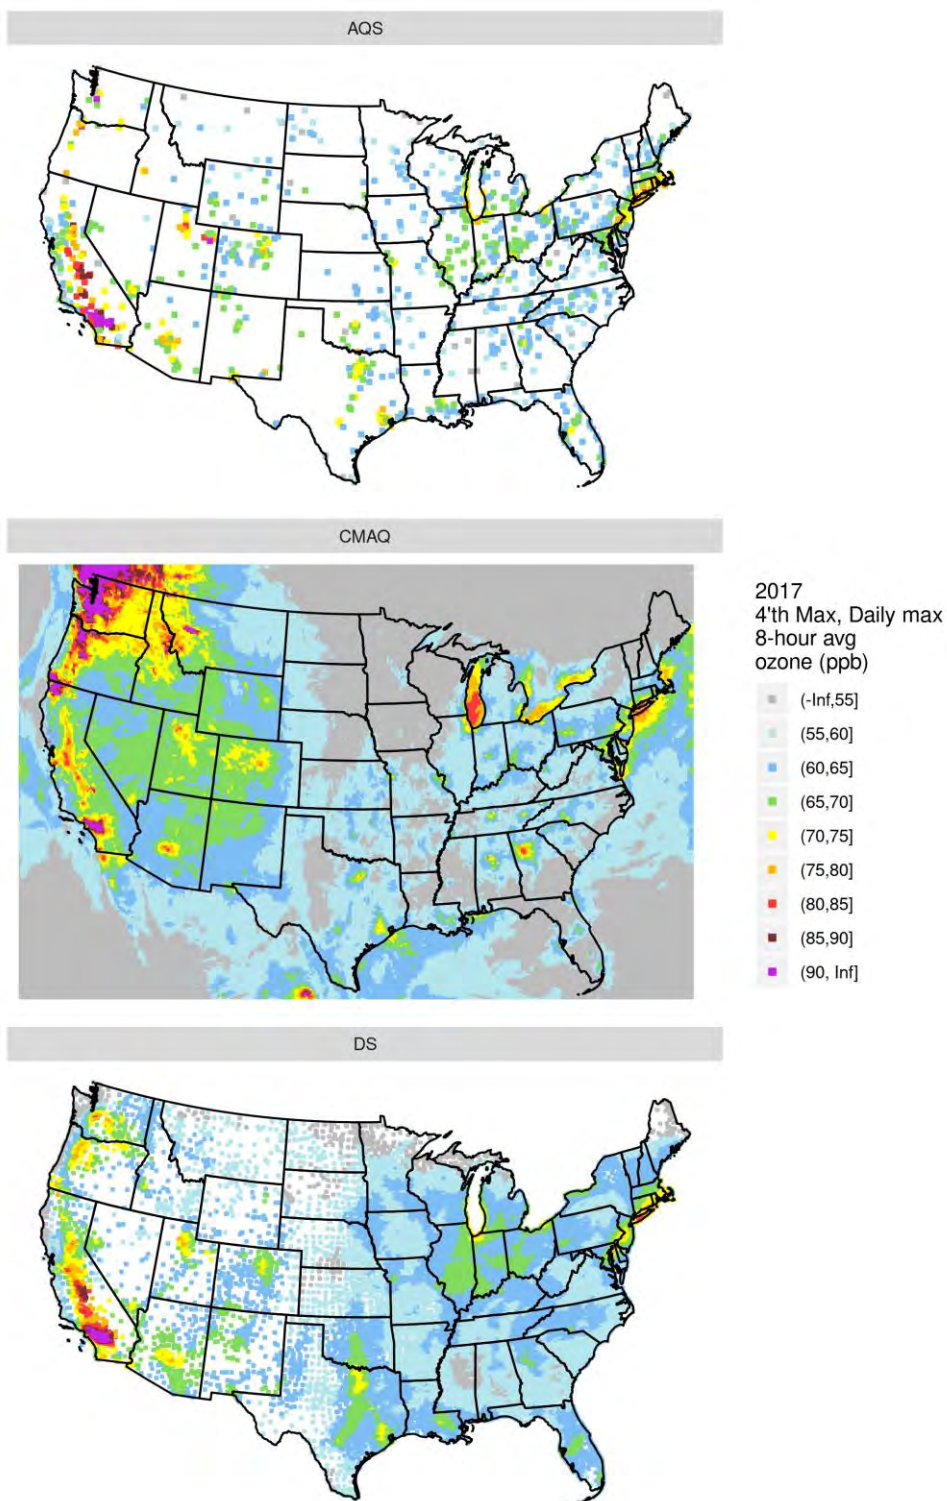 AQS
CMAQ
2017
4'th Max, Daily max
8-hour avg
ozone (ppb)
(-Inf,55]
(55,60]
(60,65]
(65,70]
(70,75]
(75,80]
(80,85]
(85,90]
(90, Inf]
DS